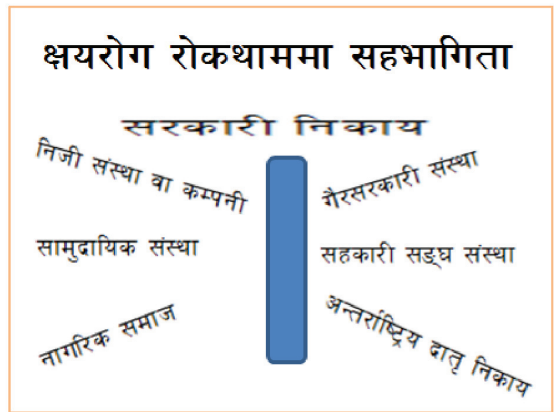 क्षयरोग रोकथाममा सहभागिता
सरकारी निकाय
निजी संस्था वा कम्पनी
सामुदायिक संस्था
नागरिक समाज
गैरसरकारी संस्था
सहकारी सङ्घ संस्था
अन्तर्राष्ट्रिय दातृ निकाय